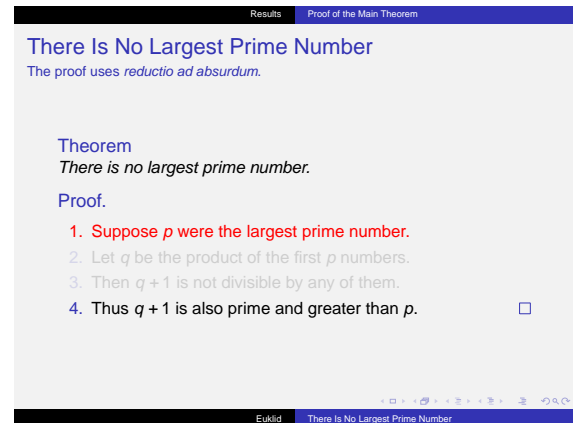 Results Proof of the Main Theorem
There Is No Largest Prime Number
The proof uses reductio ad absurdum.
Theorem
There is no largest prime number.
Proof.
1. Suppose p were the largest prime number.
2. Let q be the product of the first p numbers.
3. Then q + 1 is not divisible by any of them.
4. Thus q + 1 is also prime and greater than p.
Euklid There Is No Largest Prime Number